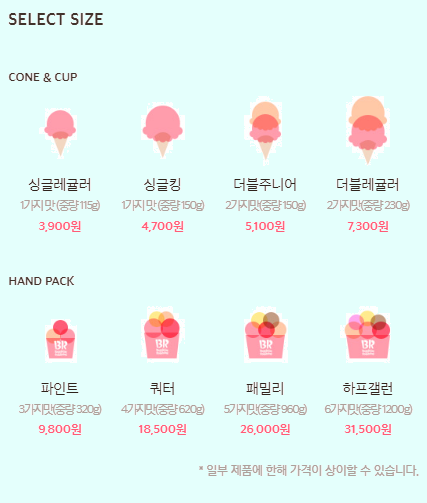 SELECT SIZE
CONE & CUP
싱글레귤러 싱글킹 더블주니어 더블레귤러
1가지 맛 (중량 115g) 1가지 맛 (중량 150g) 2가지맛(중량 150g) 2가지맛(중량 230g)
3,900원 4,700원 5,100원 7,300원
HAND PACK
BR BR BR BR
파인트 쿼터 패밀리 하프갤런
3가지맛(중량 320g) 4가지맛(중량 620g) 5가지맛(중량 960g) 6가지맛(중량 1200g)
9,800원 18,500원 26,000원 31,500원
* 일부 제품에 한해 가격이 상이할 수 있습니다.